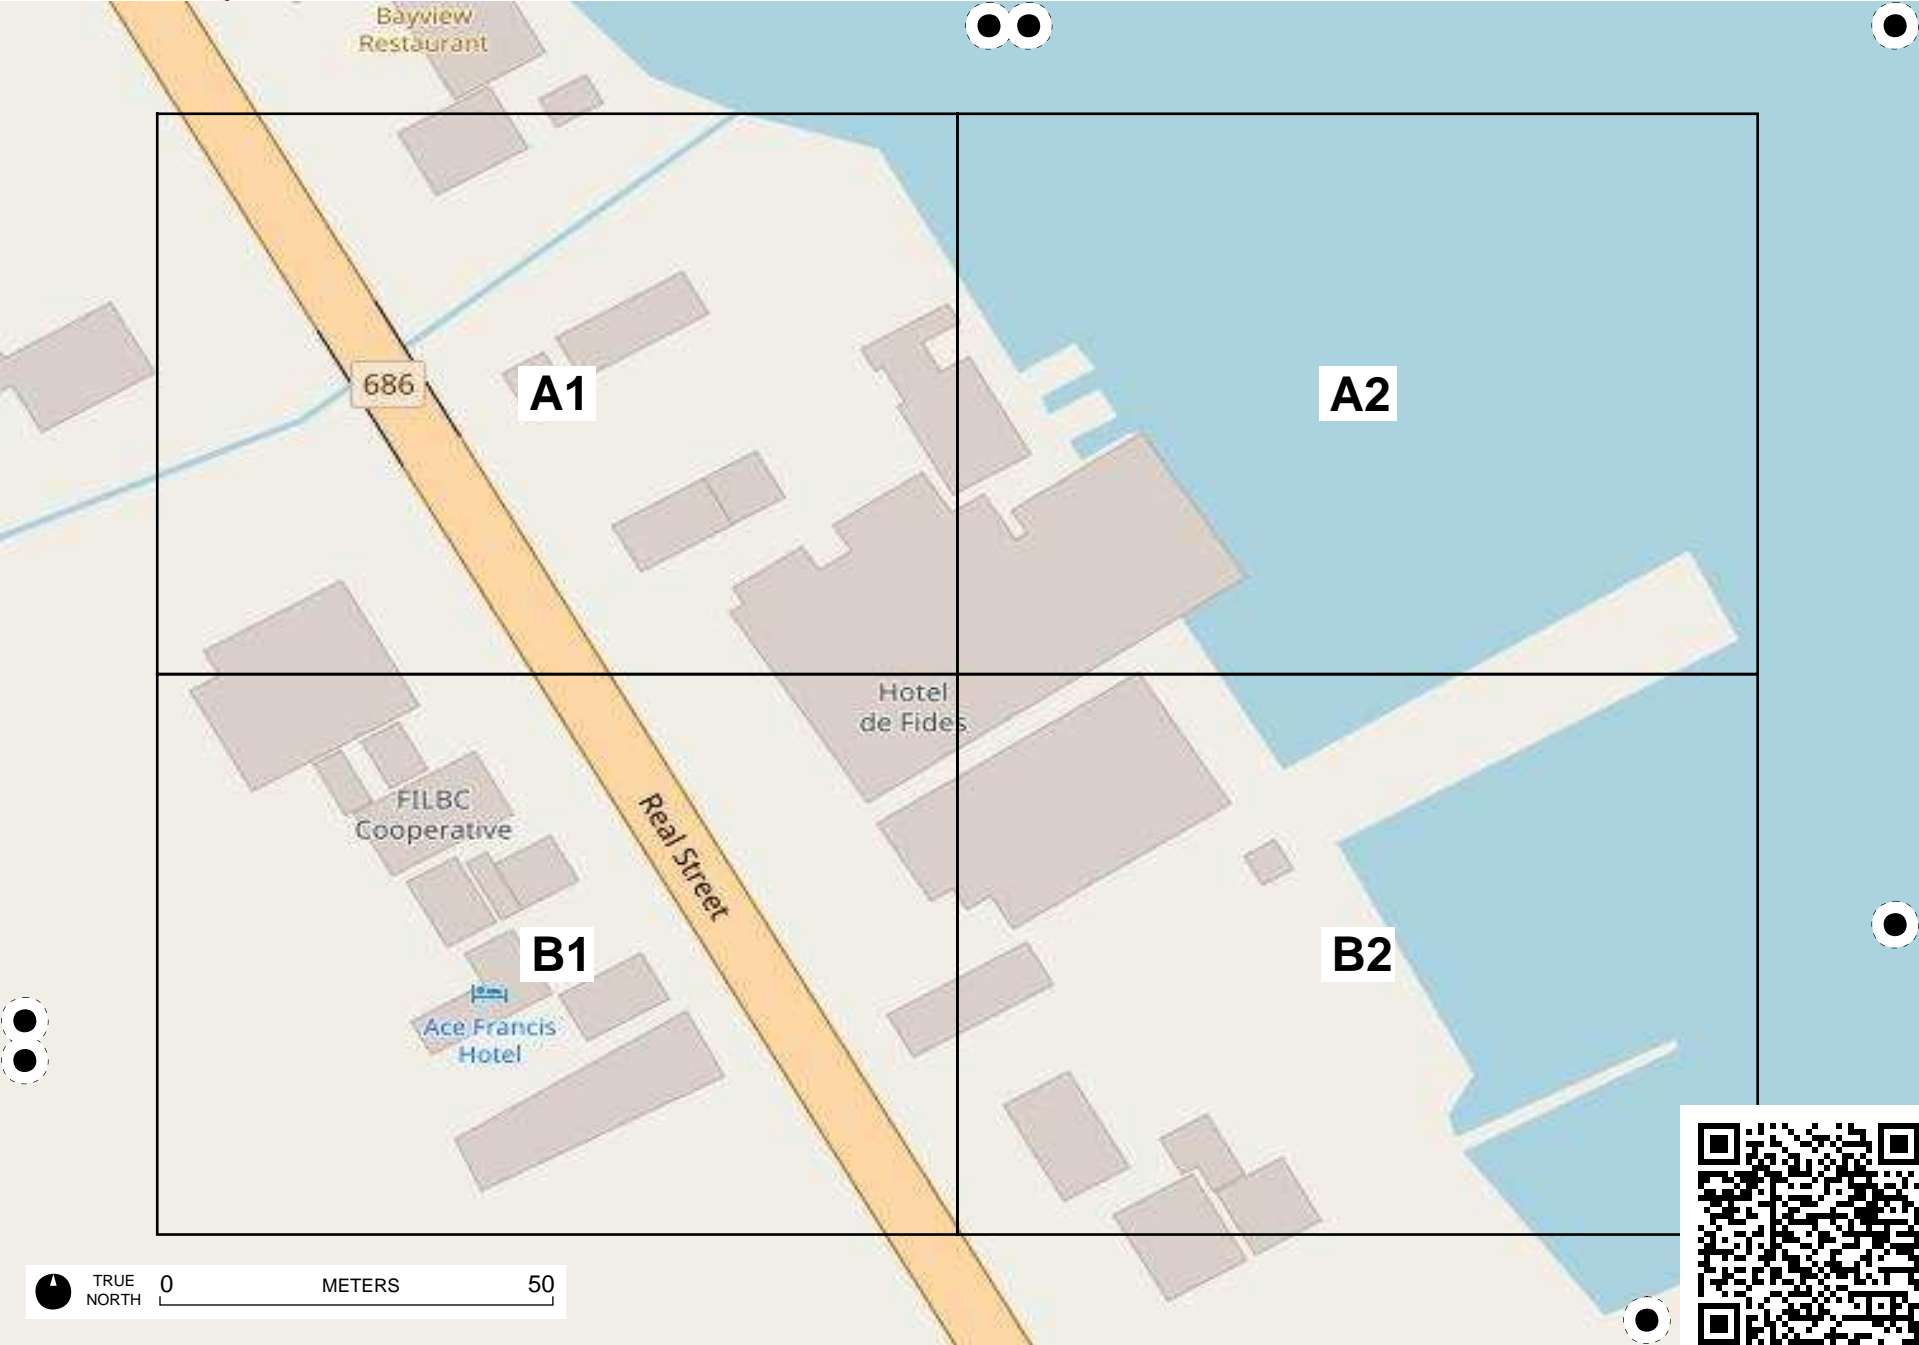 Bayview
Restaurant
686
A1
A2
Hotel
de Fides
FILBC
Cooperative
Real Street
B1
B2
Ace Francis
Hotel
TRUE
NORTH
0
METERS
50